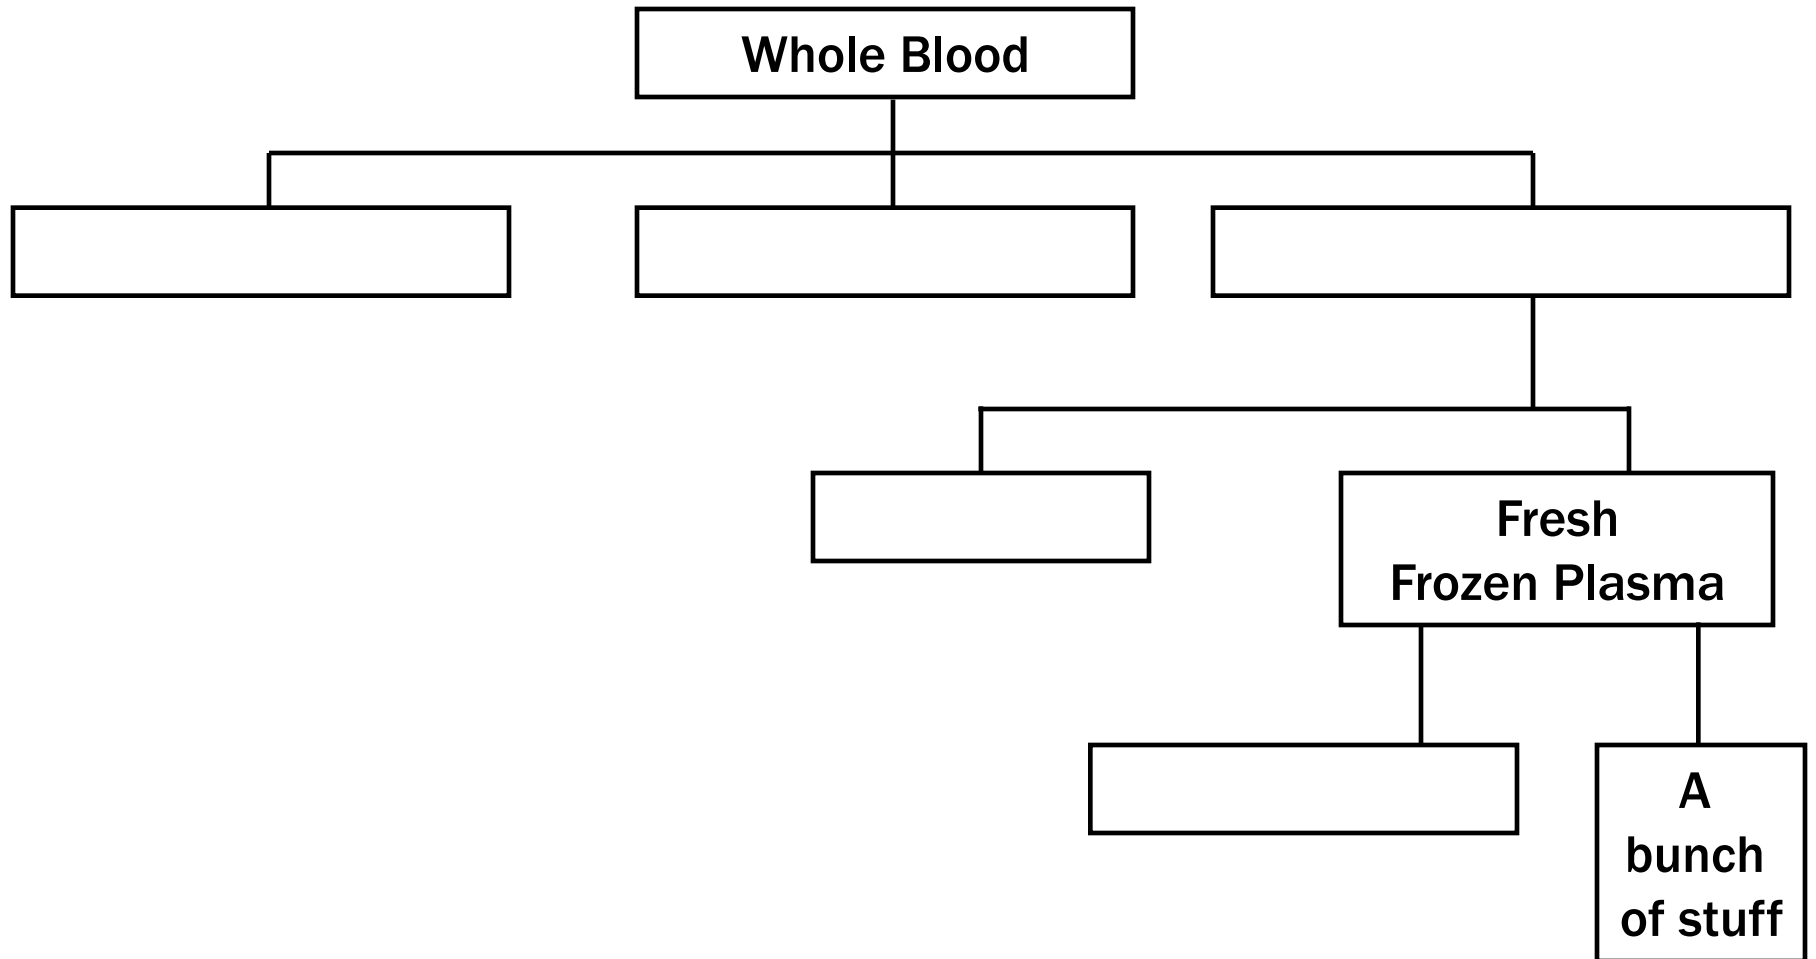 Whole Blood
Fresh
Frozen Plasma
A
bunch
of stuff